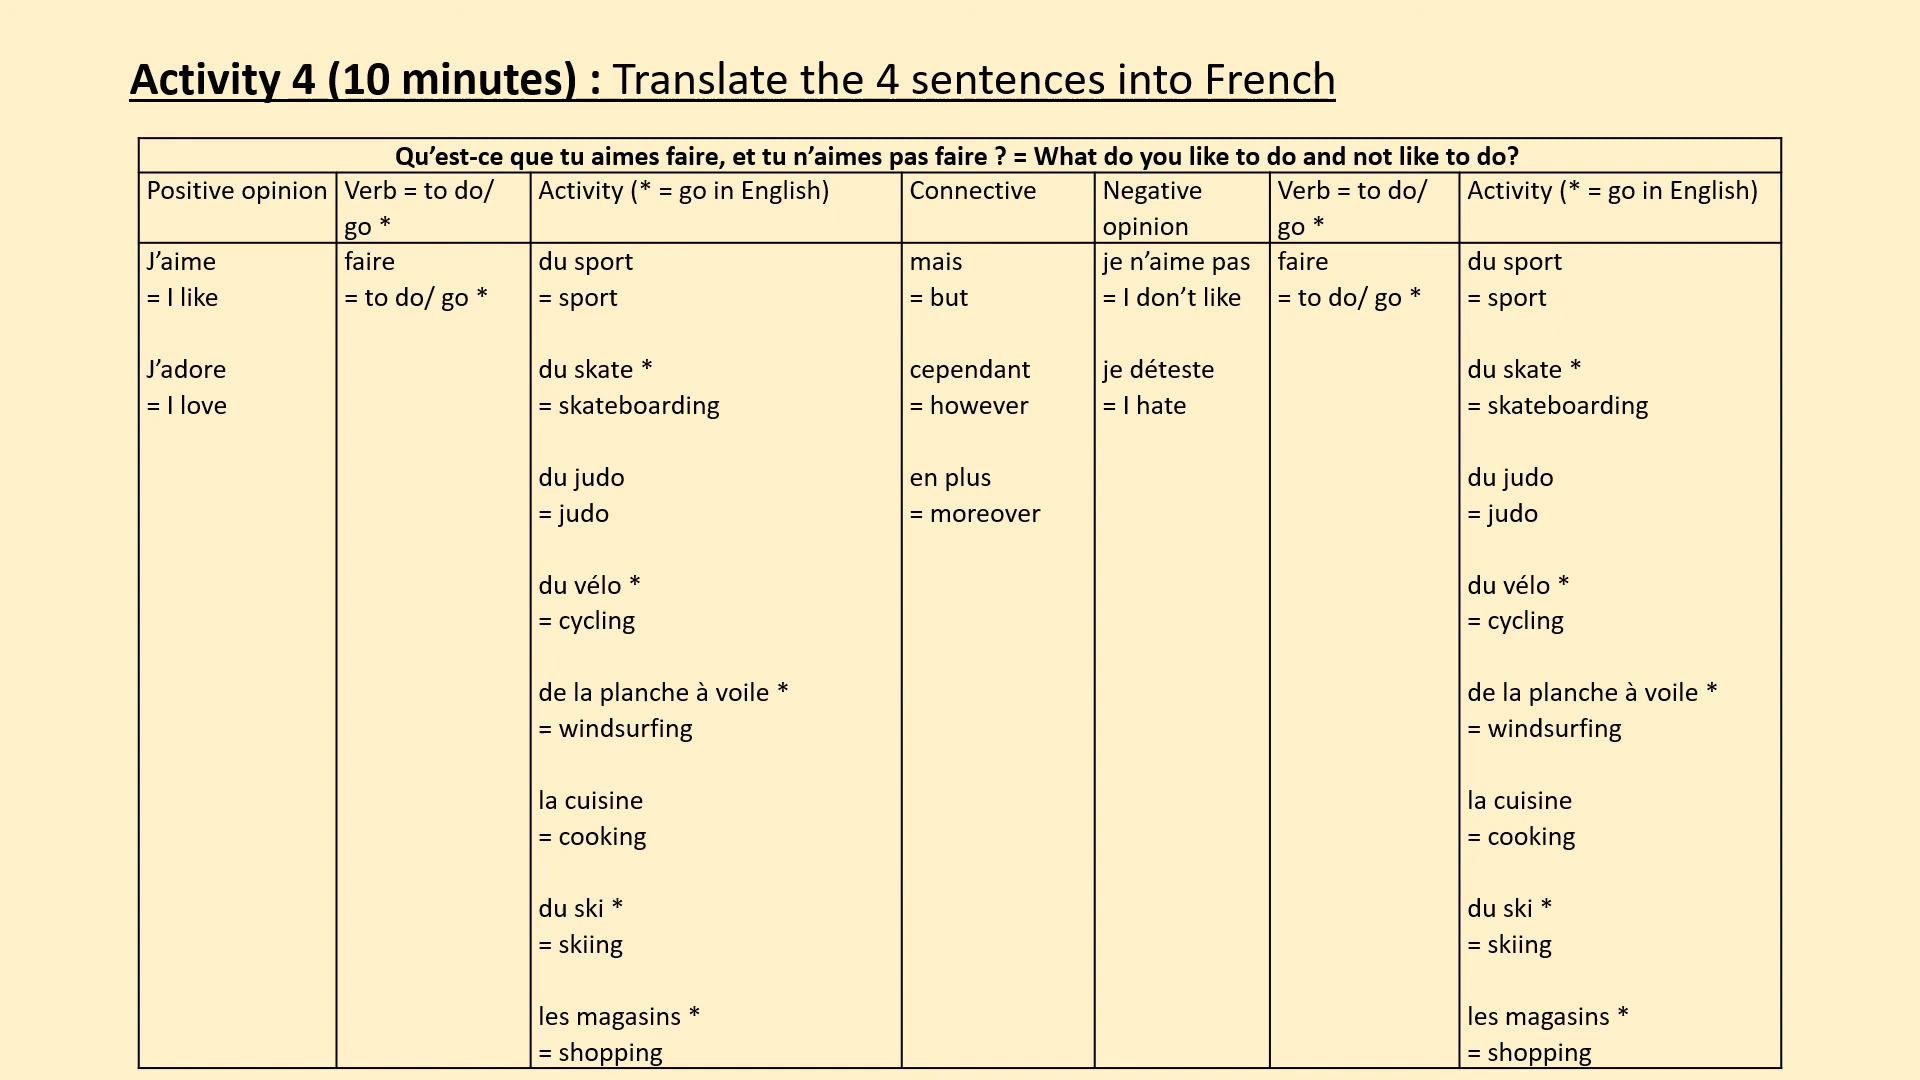 Activity 4 (10 minutes) : Translate the 4 sentences into French
Qu’est-ce que tu aimes faire, et tu n’aimes pas faire ? = What do you like to do and not like to do?
Positive opinion
Verb = to do/
go *
Activity (* = go in English)
Connective
Negative
opinion
Verb = to do/
go *
Activity (* = go in English)
J’aime
= I like
J’adore
= I love
faire
= to do/ go *
du sport
= sport
du skate *
= skateboarding
du judo
= judo
du vélo *
= cycling
de la planche à voile *
= windsurfing
la cuisine
= cooking
du ski *
= skiing
les magasins *
= shopping
mais
= but
cependant
= however
en plus
= moreover
je n’aime pas
= I don’t like
je déteste
= I hate
faire
= to do/ go *
du sport
= sport
du skate *
= skateboarding
du judo
= judo
du vélo *
= cycling
de la planche à voile *
= windsurfing
la cuisine
= cooking
du ski *
= skiing
les magasins *
= shopping